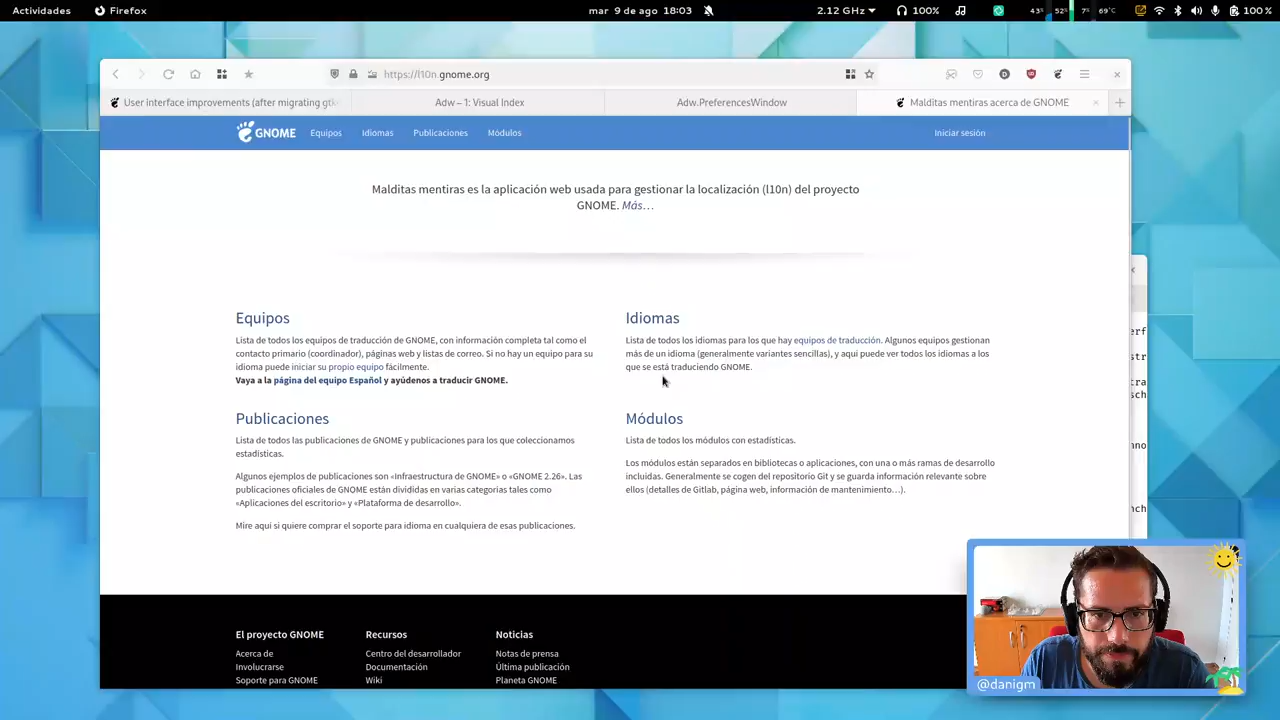 Actividades
Firefox
mar 9 de ago 18:03
2.12 GHz
100%
43%
52%
7%
69°C
100 %
https://l10n.gnome.org
User interface improvements (after migrating gtk
Adw – 1: Visual Index
Adw.PreferencesWindow
Malditas mentiras acerca de GNOME
GNOME
Equipos
Idiomas
Publicaciones
Módulos
Iniciar sesión
Malditas mentiras es la aplicación web usada para gestionar la localización (l10n) del proyecto
GNOME. Más…
Equipos
Lista de todos los equipos de traducción de GNOME, con información completa tal como el
contacto primario (coordinador), páginas web y listas de correo. Si no hay un equipo para su
idioma puede iniciar su propio equipo fácilmente.
Vaya a la página del equipo Español y ayúdenos a traducir GNOME.
Idiomas
Lista de todos los idiomas para los que hay equipos de traducción. Algunos equipos gestionan
más de un idioma (generalmente variantes sencillas), y aquí puede ver todos los idiomas a los
que se está traduciendo GNOME.
Publicaciones
Lista de todos las publicaciones de GNOME y publicaciones para los que coleccionamos
estadísticas.
Algunos ejemplos de publicaciones son «Infraestructura de GNOME» o «GNOME 2.26». Las
publicaciones oficiales de GNOME están divididas en varias categorías tales como
«Aplicaciones del escritorio» y «Plataforma de desarrollo».
Mire aquí si quiere comprar el soporte para idioma en cualquiera de esas publicaciones.
Módulos
Lista de todos los módulos con estadísticas.
Los módulos están separados en bibliotecas o aplicaciones, con una o más ramas de desarrollo
incluidas. Generalmente se cogen del repositorio Git y se guarda información relevante sobre
ellos (detalles de Gitlab, página web, información de mantenimiento…).
El proyecto GNOME
Acerca de
Involucrarse
Soporte para GNOME
Recursos
Centro del desarrollador
Documentación
Wiki
Noticias
Notas de prensa
Última publicación
Planeta GNOME
@danigm